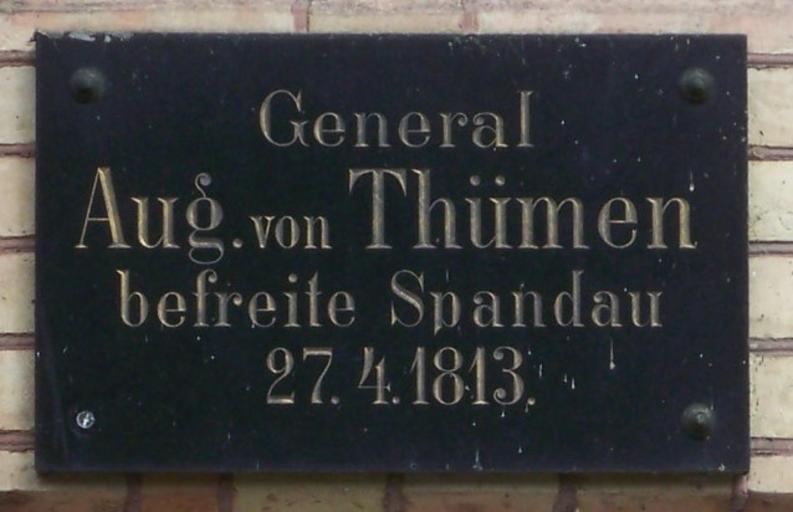 General
Aug. von Thümen
befreite Spandau
27. 4. 1813.